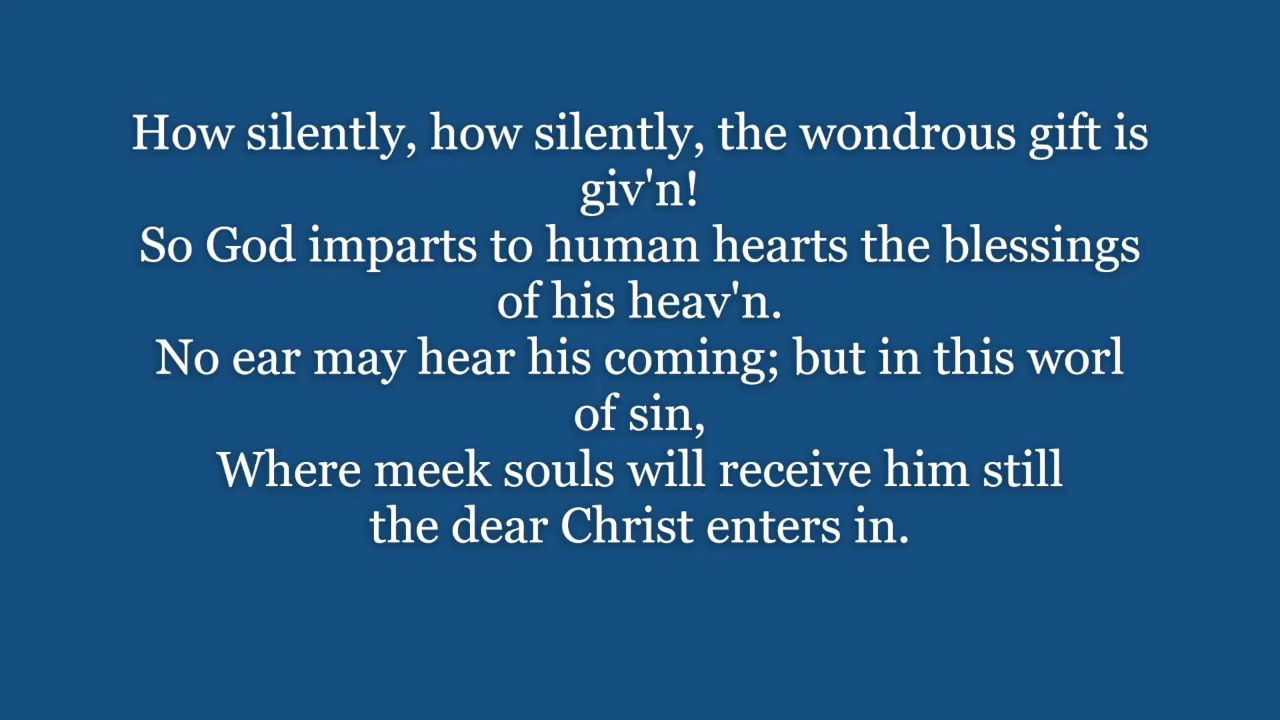 How silently, how silently, the wondrous gift is
giv'n!
So God imparts to human hearts the blessings
of his heav'n.
No ear may hear his coming; but in this worl
of sin,
Where meek souls will receive him still
the dear Christ enters in.